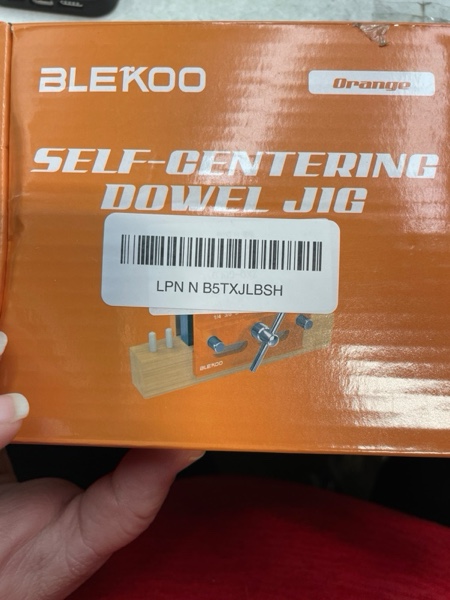 BLEKOO
Orange
SELF-CENTERING
DOWEL JIG
LPN N B5TXJLBSH
BLEKOO